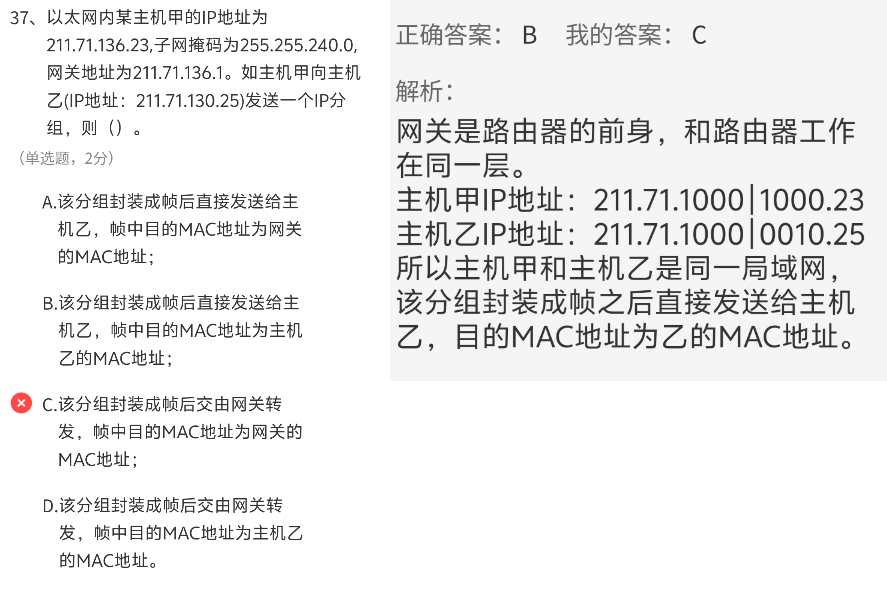 37、以太网内某主机甲的IP地址为
211.71.136.23,子网掩码为255.255.240.0,
网关地址为211.71.136.1。如主机甲向主机
乙(IP地址：211.71.130.25)发送一个IP分
组，则（）。
（单选题，2分）
A.该分组封装成帧后直接发送给主
机乙，帧中目的MAC地址为网关
的MAC地址；
B.该分组封装成帧后直接发送给主
机乙，帧中目的MAC地址为主机
乙的MAC地址；
C.该分组封装成帧后交由网关转
发，帧中目的MAC地址为网关的
MAC地址；
D.该分组封装成帧后交由网关转
发，帧中目的MAC地址为主机乙
的MAC地址。
正确答案： B 我的答案： C
解析：
网关是路由器的前身，和路由器工作
在同一层。
主机甲IP地址：211.71.1000|1000.23
主机乙IP地址：211.71.1000|0010.25
所以主机甲和主机乙是同一局域网，
该分组封装成帧之后直接发送给主机
乙，目的MAC地址为乙的MAC地址。